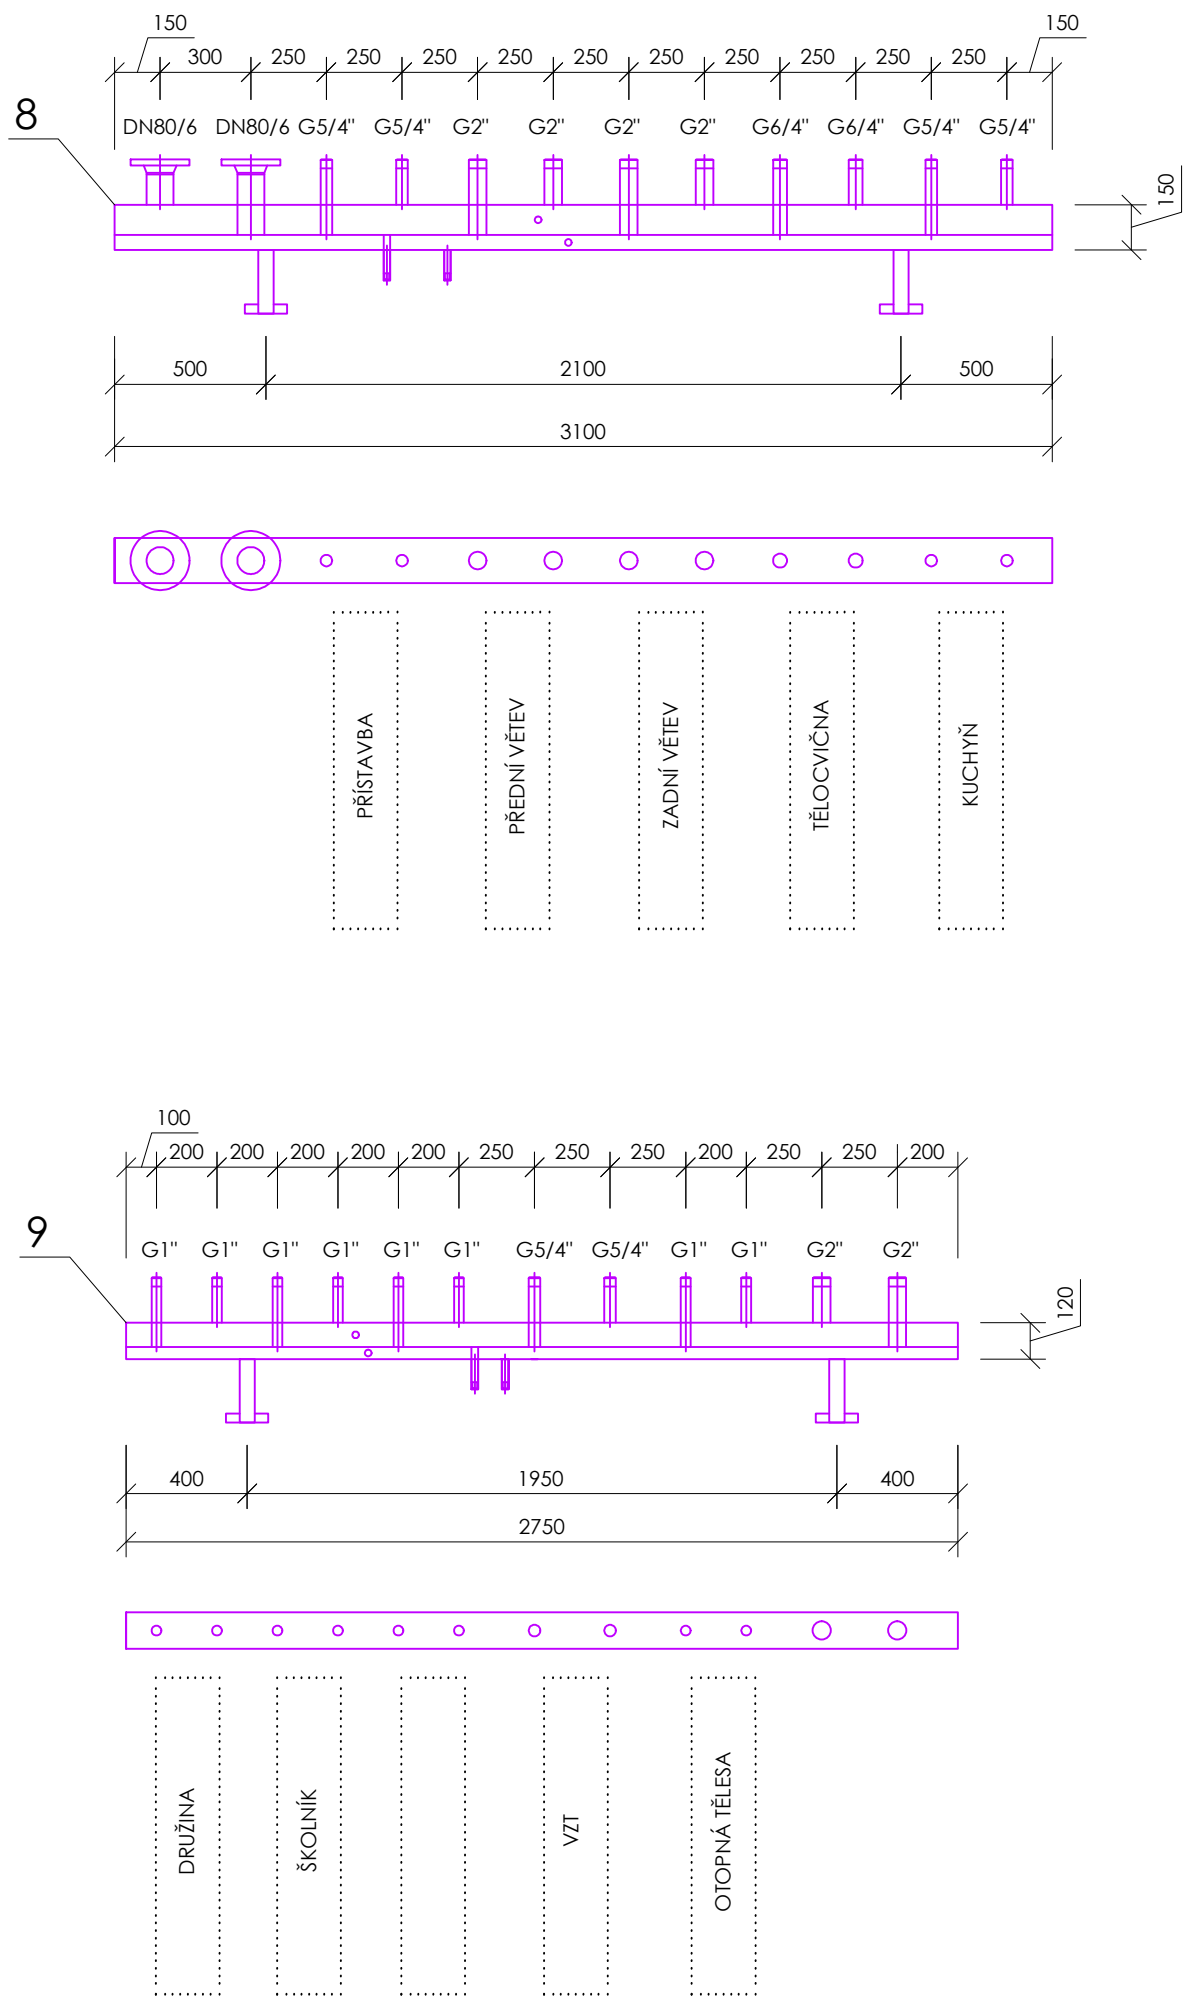 150 150
300 250 250 250 250 250 250 250 250 250 250
8
DN80/6 DN80/6 G5/4" G5/4" G2" G2" G2" G2" G6/4" G6/4" G5/4" G5/4"
150
500 2100 500
3100
PŘÍSTAVBA
PŘEDNÍ VĚTEV
ZADNÍ VĚTEV
TĚLOCVIČNA
KUCHYŇ
100
200 200 200 200 200 250 250 250 200 250 250 200
9
G1" G1" G1" G1" G1" G1" G5/4" G5/4" G1" G1" G2" G2"
120
400 1950 400
2750
DRUŽINA
ŠKOLNÍK
VZT
OTOPNÁ TĚLESA